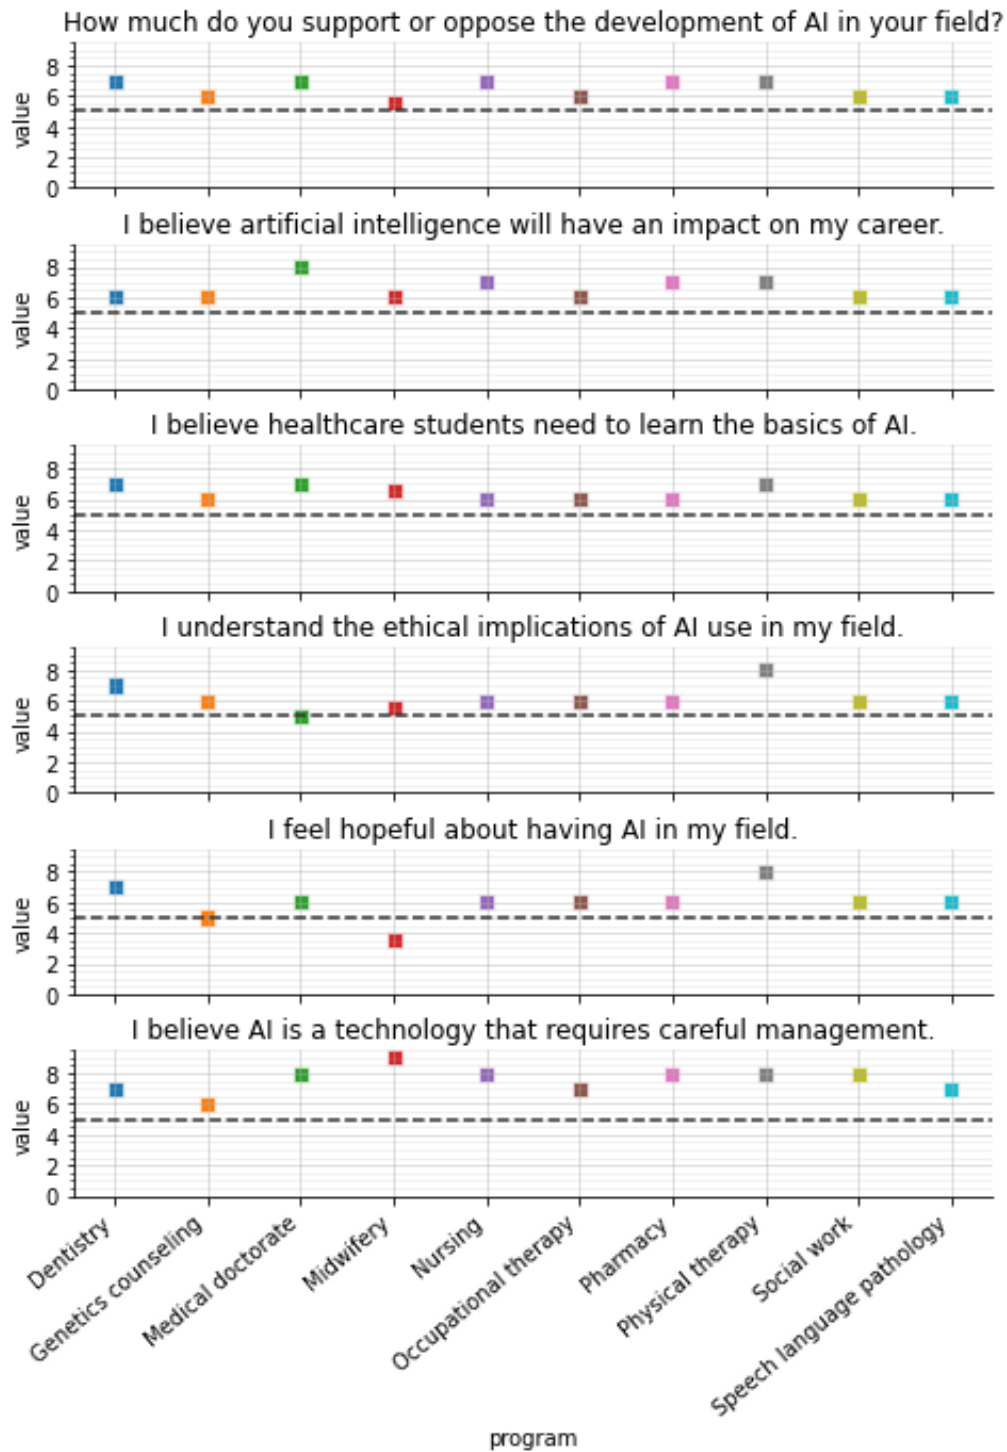 How much do you support or oppose the development of AI in your field?
8
6
4
2
0
value
I believe artificial intelligence will have an impact on my career.
8
6
4
2
0
value
I believe healthcare students need to learn the basics of AI.
8
6
4
2
0
value
I understand the ethical implications of AI use in my field.
8
6
4
2
0
value
I feel hopeful about having AI in my field.
8
6
4
2
0
value
I believe AI is a technology that requires careful management.
8
6
4
2
0
value
Dentistry
Genetics counseling
Medical doctorate
Midwifery
Nursing
Occupational therapy
Pharmacy
Physical therapy
Social work
Speech language pathology
program